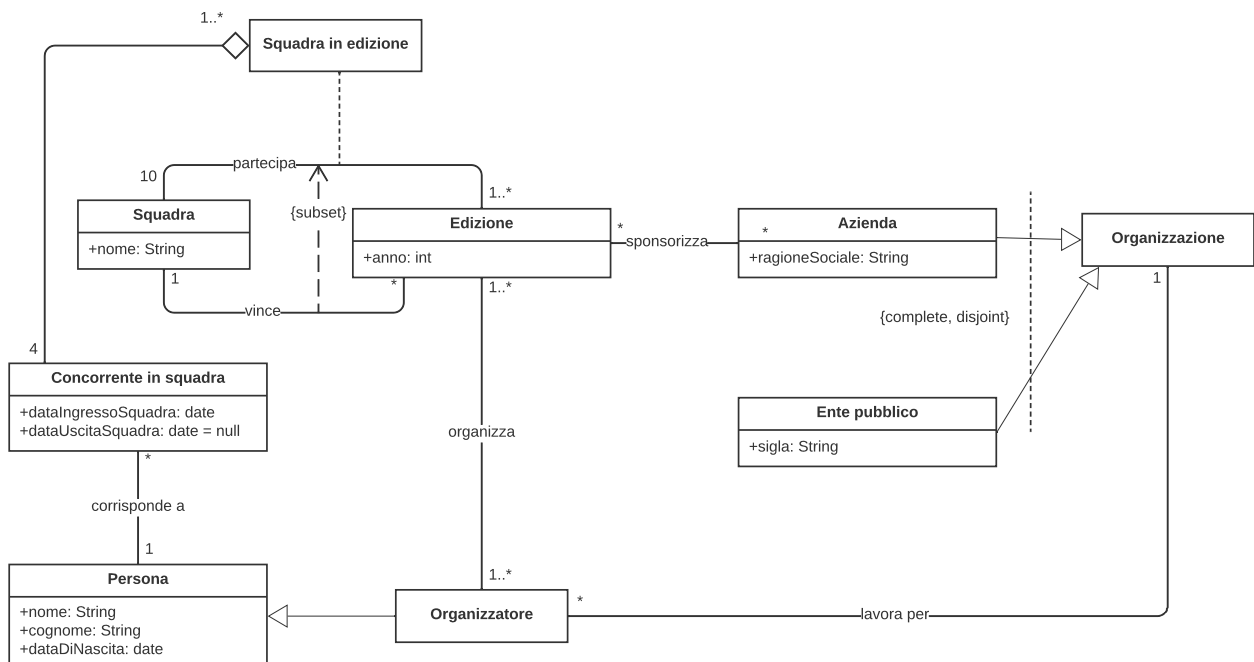 1..*
Squadra in edizione
partecipa
10
1..*
Squadra
+nome: String
{subset}
Edizione
+anno: int
*
sponsorizza
*
Azienda
+ragioneSociale: String
Organizzazione
1
*
1..*
1
vince
{complete, disjoint}
4
Concorrente in squadra
+dataIngressoSquadra: date
+dataUscitaSquadra: date = null
Ente pubblico
+sigla: String
organizza
*
corrisponde a
1
1..*
Persona
+nome: String
+cognome: String
+dataDiNascita: date
Organizzatore
*
lavora per